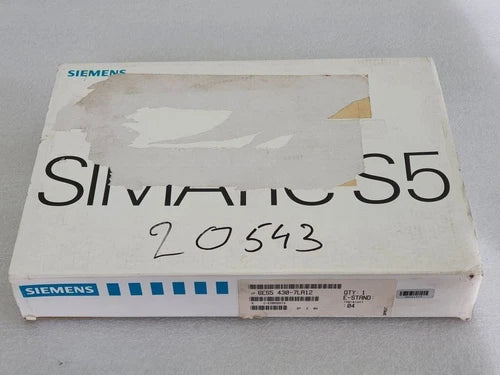 SIEMENS
SIMATIC S5
20543
SIEMENS
6ES5 430-7LA12
QTY: 1
E-STAND:
04